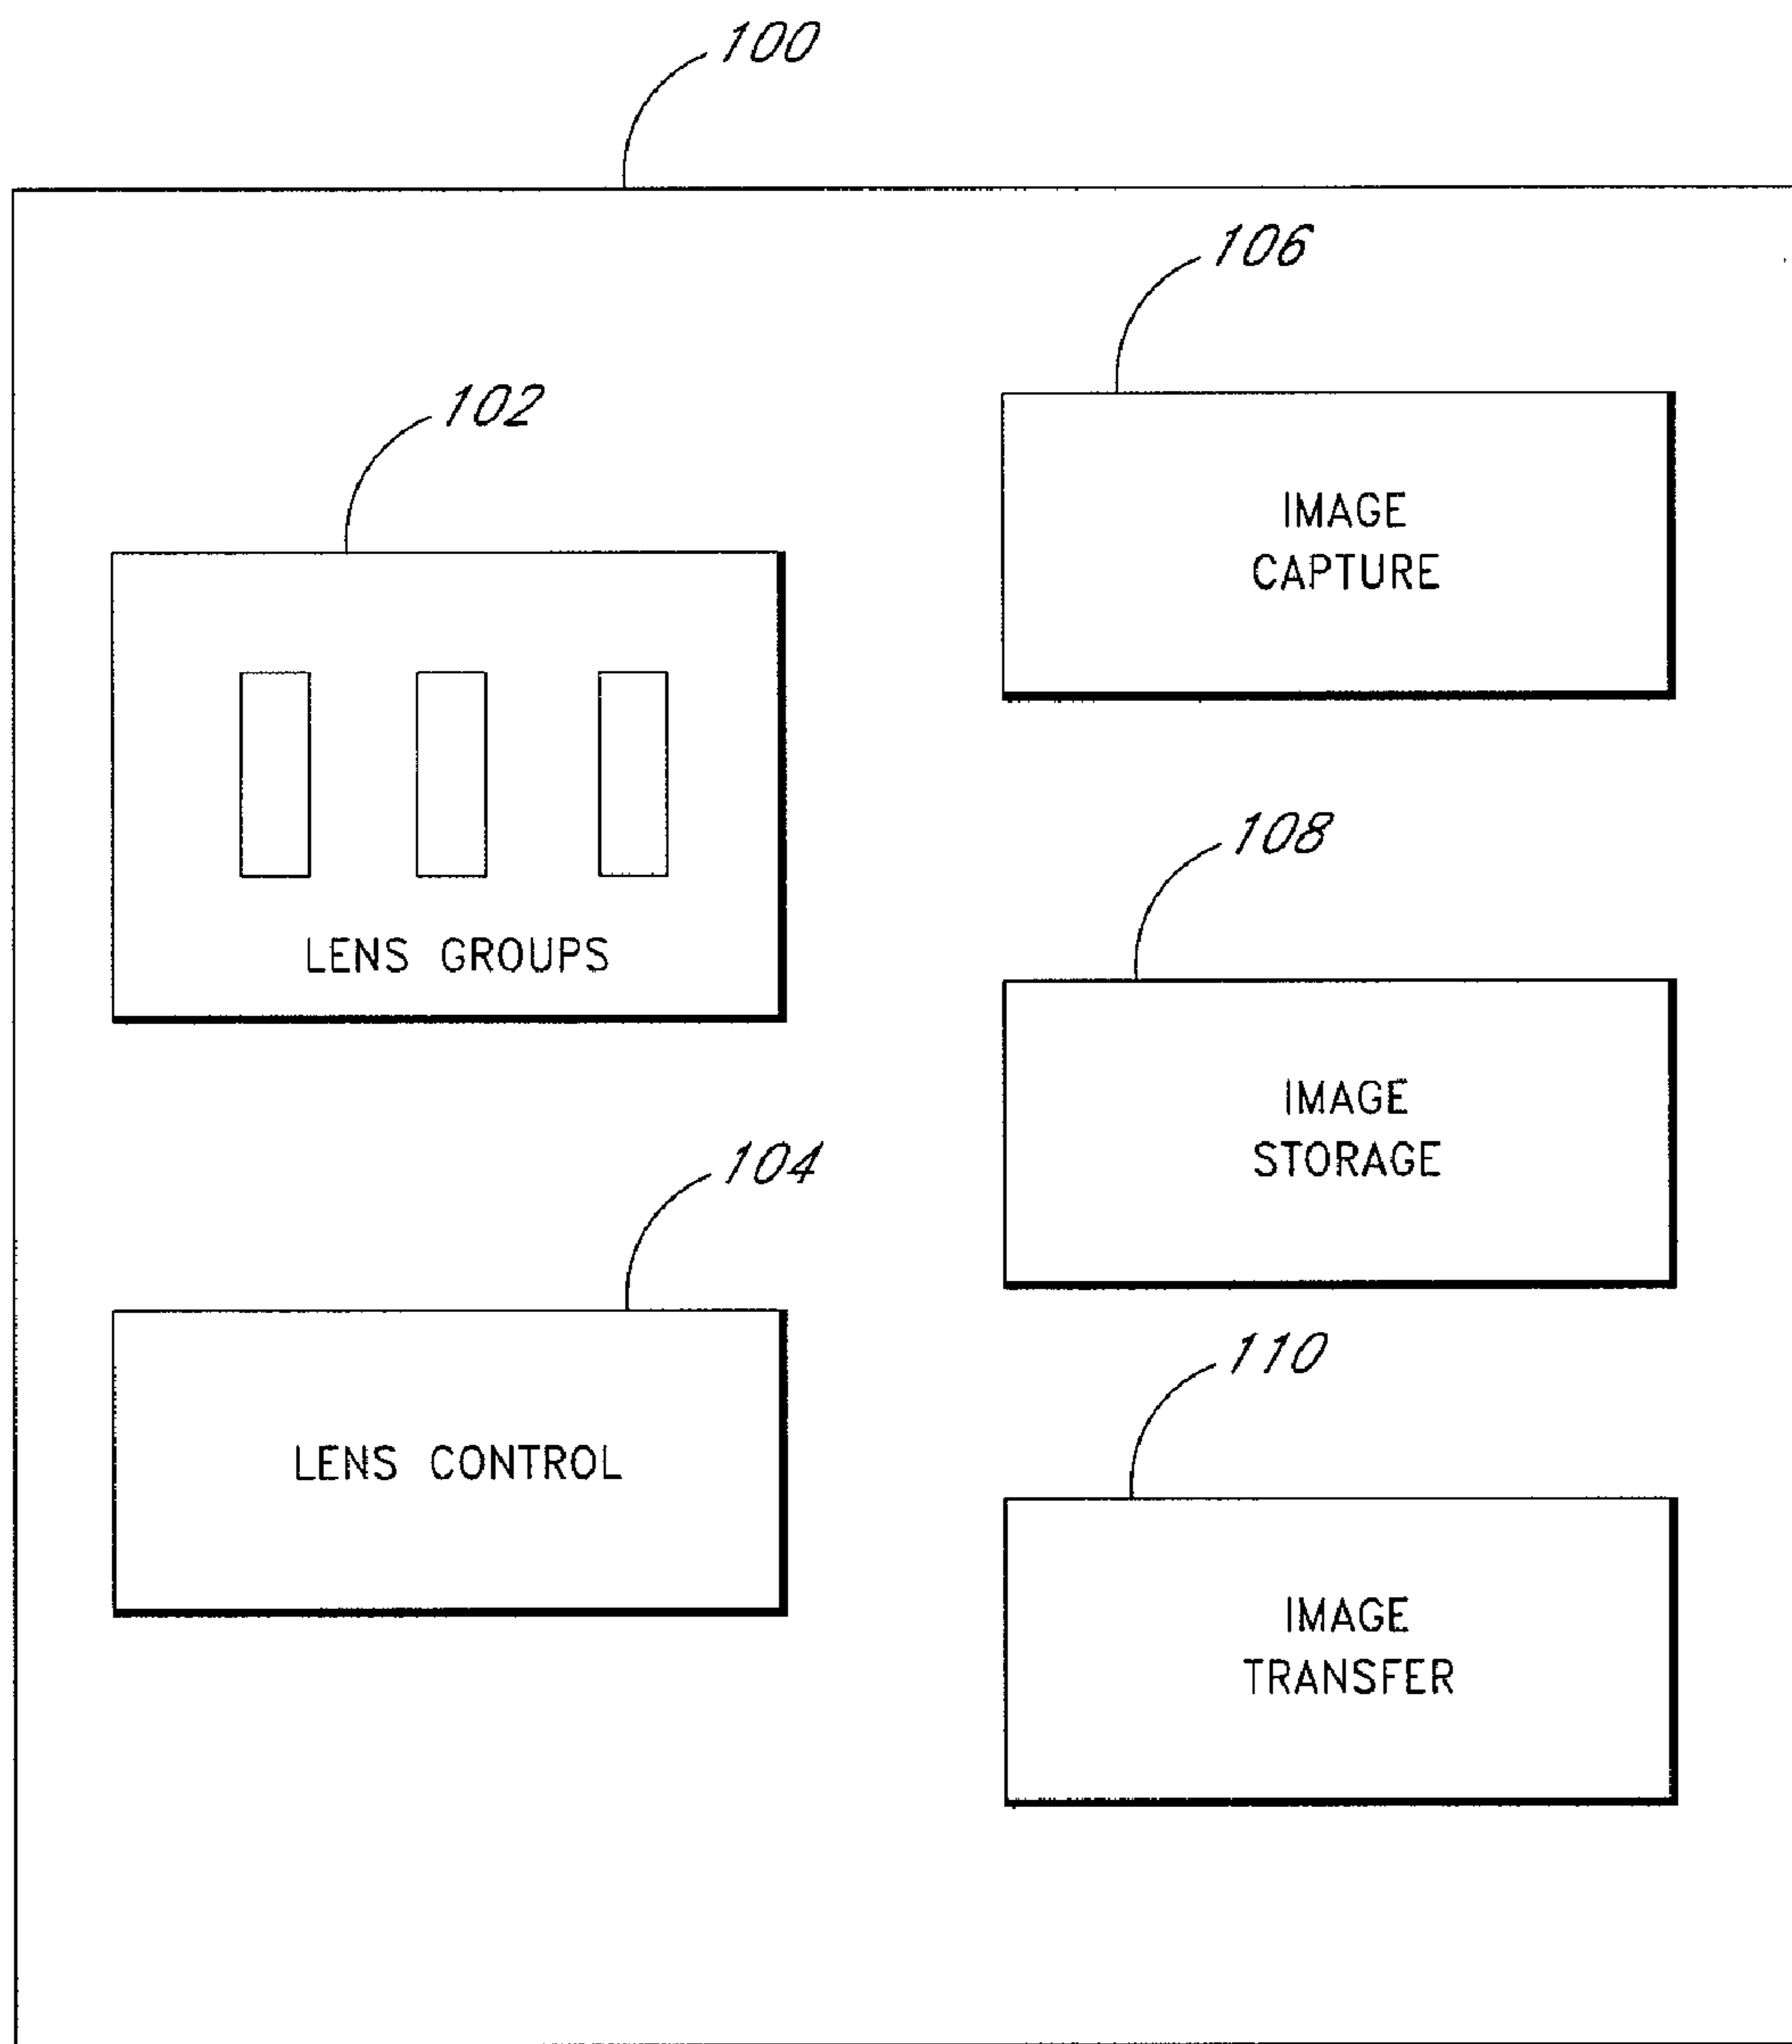 100
106
102
IMAGE
CAPTURE
LENS GROUPS
108
IMAGE
STORAGE
104
LENS CONTROL
110
IMAGE
TRANSFER